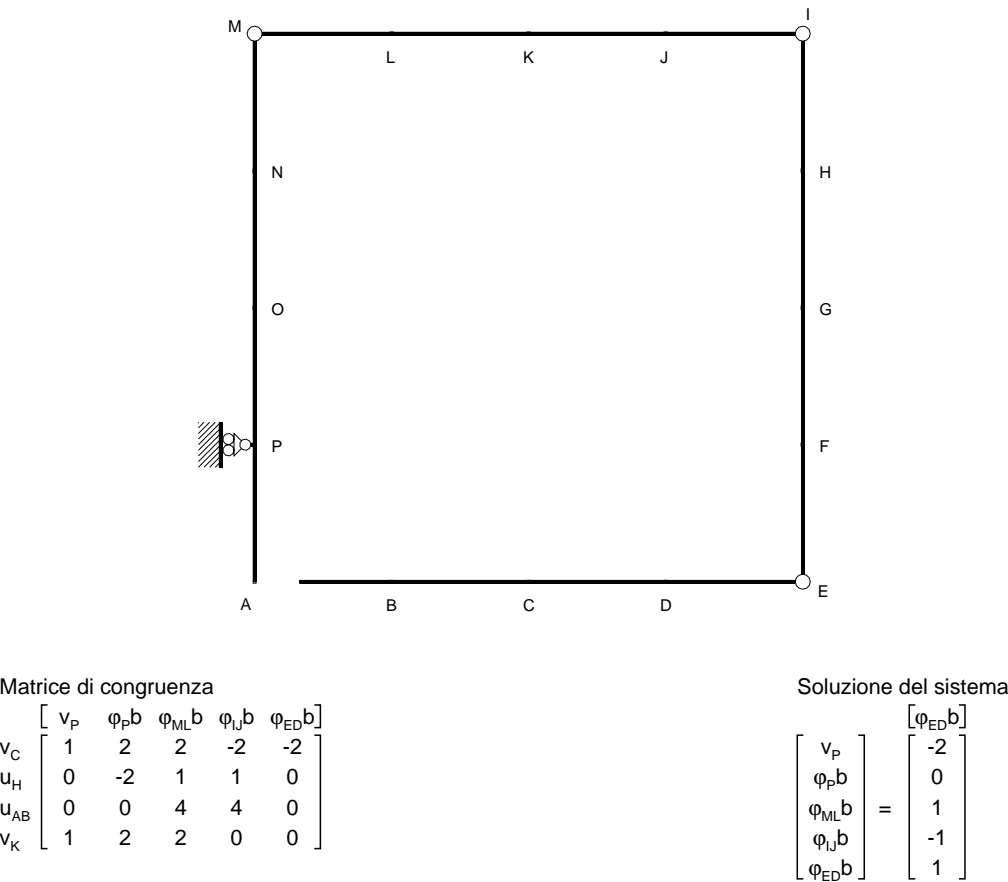 M I
L K J
N H
O G
P F
A E
B C D
Matrice di congruenza Soluzione del sistema
[ v_P φ_Pb φ_MLb φ_IJb φ_EDb] [φ_EDb]
v_C 1 2 2 -2 -2 v_P -2
u_H 0 -2 1 1 0 φ_Pb 0
u_AB 0 0 4 4 0 φ_MLb = 1
v_K 1 2 2 0 0 φ_IJb -1
φ_EDb 1